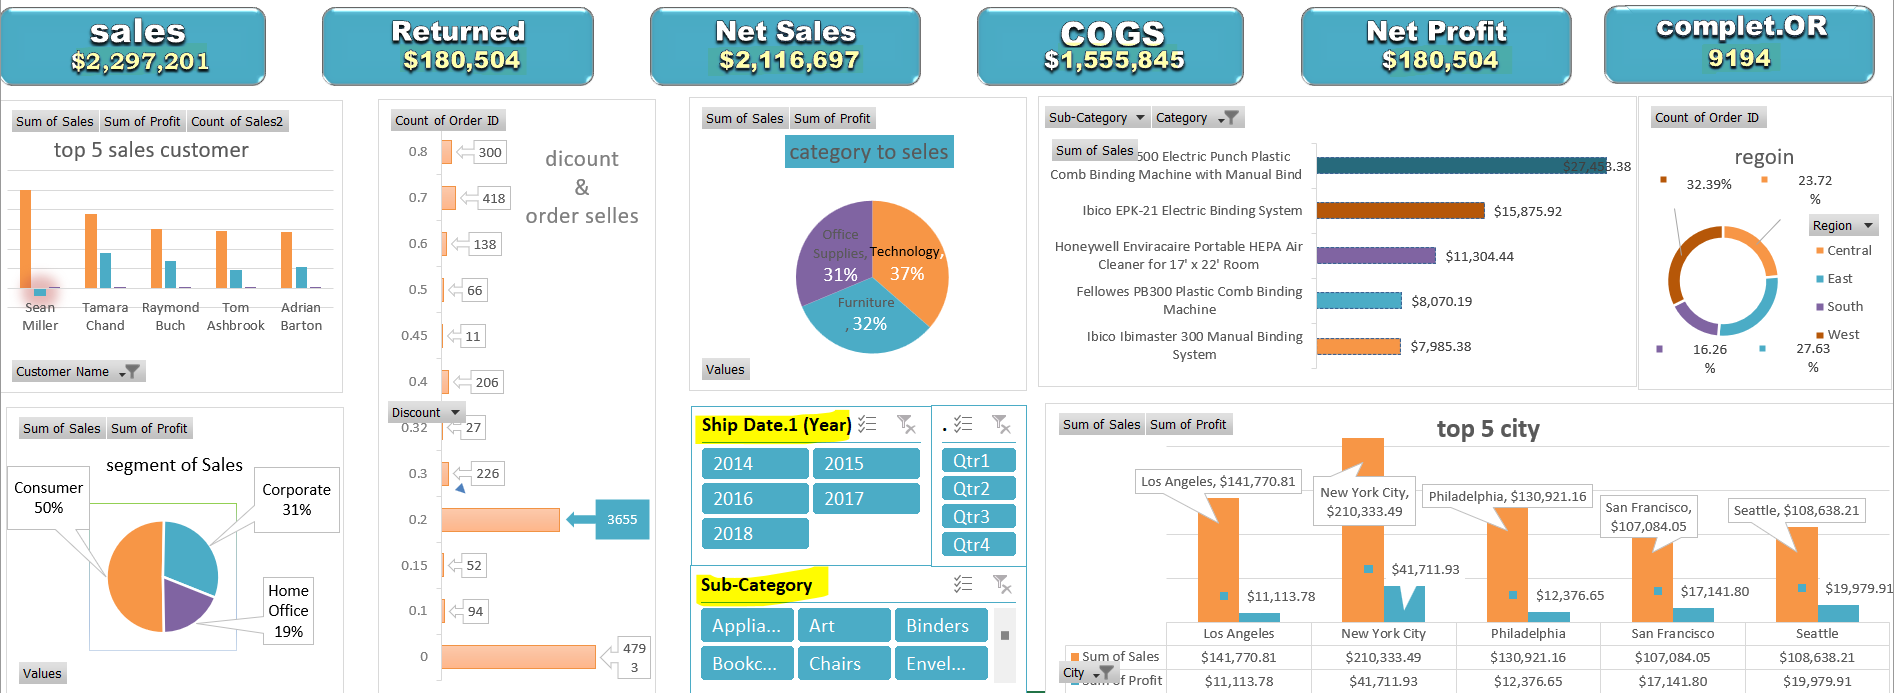 sales
$2,297,201
Returned
$180,504
Net Sales
$2,116,697
COGS
$1,555,845
Net Profit
$180,504
complet.OR
9194
Sum of Sales Sum of Profit Count of Sales2
top 5 sales customer
Sean Miller
Tamara Chand
Raymond Buch
Tom Ashbrook
Adrian Barton
Customer Name
Sum of Sales Sum of Profit
segment of Sales
Consumer
50%
Corporate
31%
Home
Office
19%
Values
Count of Order ID
dicount
&
order selles
0.8 300
0.7 418
0.6 138
0.5 66
0.45 11
0.4 206
Discount
0.32 27
0.3 226
0.2 3655
0.15 52
0.1 94
0 479
3
Sum of Sales Sum of Profit
category to seles
Office
Supplies,
31%
Technology,
37%
Furniture
, 32%
Values
Ship Date.1 (Year)
2014 2015
2016 2017
2018
.
Qtr1
Qtr2
Qtr3
Qtr4
Sub-Category
Applia... Art Binders
Bookc... Chairs Envel...
Sub-Category Category
Sum of Sales
500 Electric Punch Plastic
Comb Binding Machine with Manual Bind
$27,453.38
Ibico EPK-21 Electric Binding System
$15,875.92
Honeywell Enviracaire Portable HEPA Air
Cleaner for 17' x 22' Room
$11,304.44
Fellowes PB300 Plastic Comb Binding
Machine
$8,070.19
Ibico Ibimaster 300 Manual Binding
System
$7,985.38
Count of Order ID
regoin
32.39%
23.72
%
Region
Central
East
South
West
16.26
%
27.63
%
Sum of Sales Sum of Profit
top 5 city
Los Angeles, $141,770.81
New York City,
$210,333.49
Philadelphia, $130,921.16
San Francisco,
$107,084.05
Seattle, $108,638.21
$11,113.78
$41,711.93
$12,376.65
$17,141.80
$19,979.91
Los Angeles New York City Philadelphia San Francisco Seattle
Sum of Sales $141,770.81 $210,333.49 $130,921.16 $107,084.05 $108,638.21
City
of Profit $11,113.78 $41,711.93 $12,376.65 $17,141.80 $19,979.91